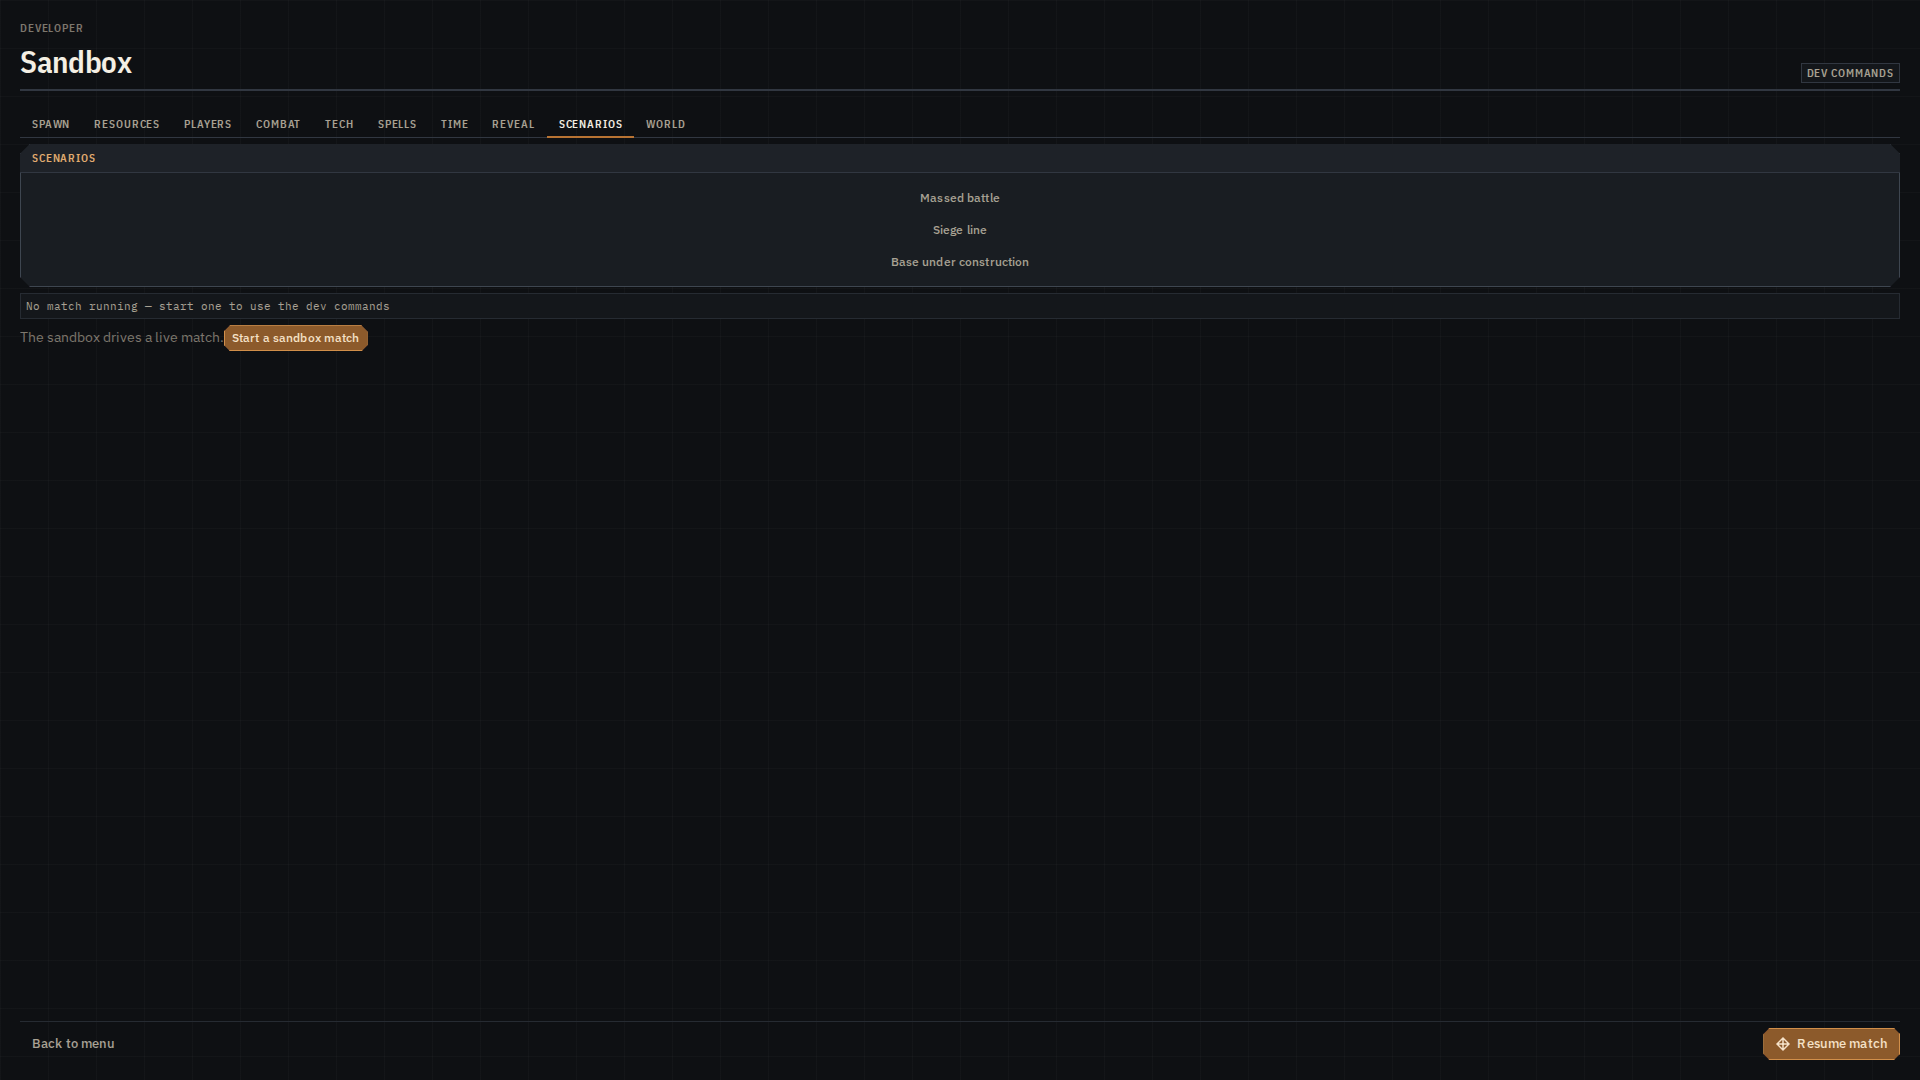 DEVELOPER
Sandbox
DEV COMMANDS
SPAWN RESOURCES PLAYERS COMBAT TECH SPELLS TIME REVEAL SCENARIOS WORLD
SCENARIOS
Massed battle
Siege line
Base under construction
No match running — start one to use the dev commands
The sandbox drives a live match. Start a sandbox match
Back to menu
Resume match